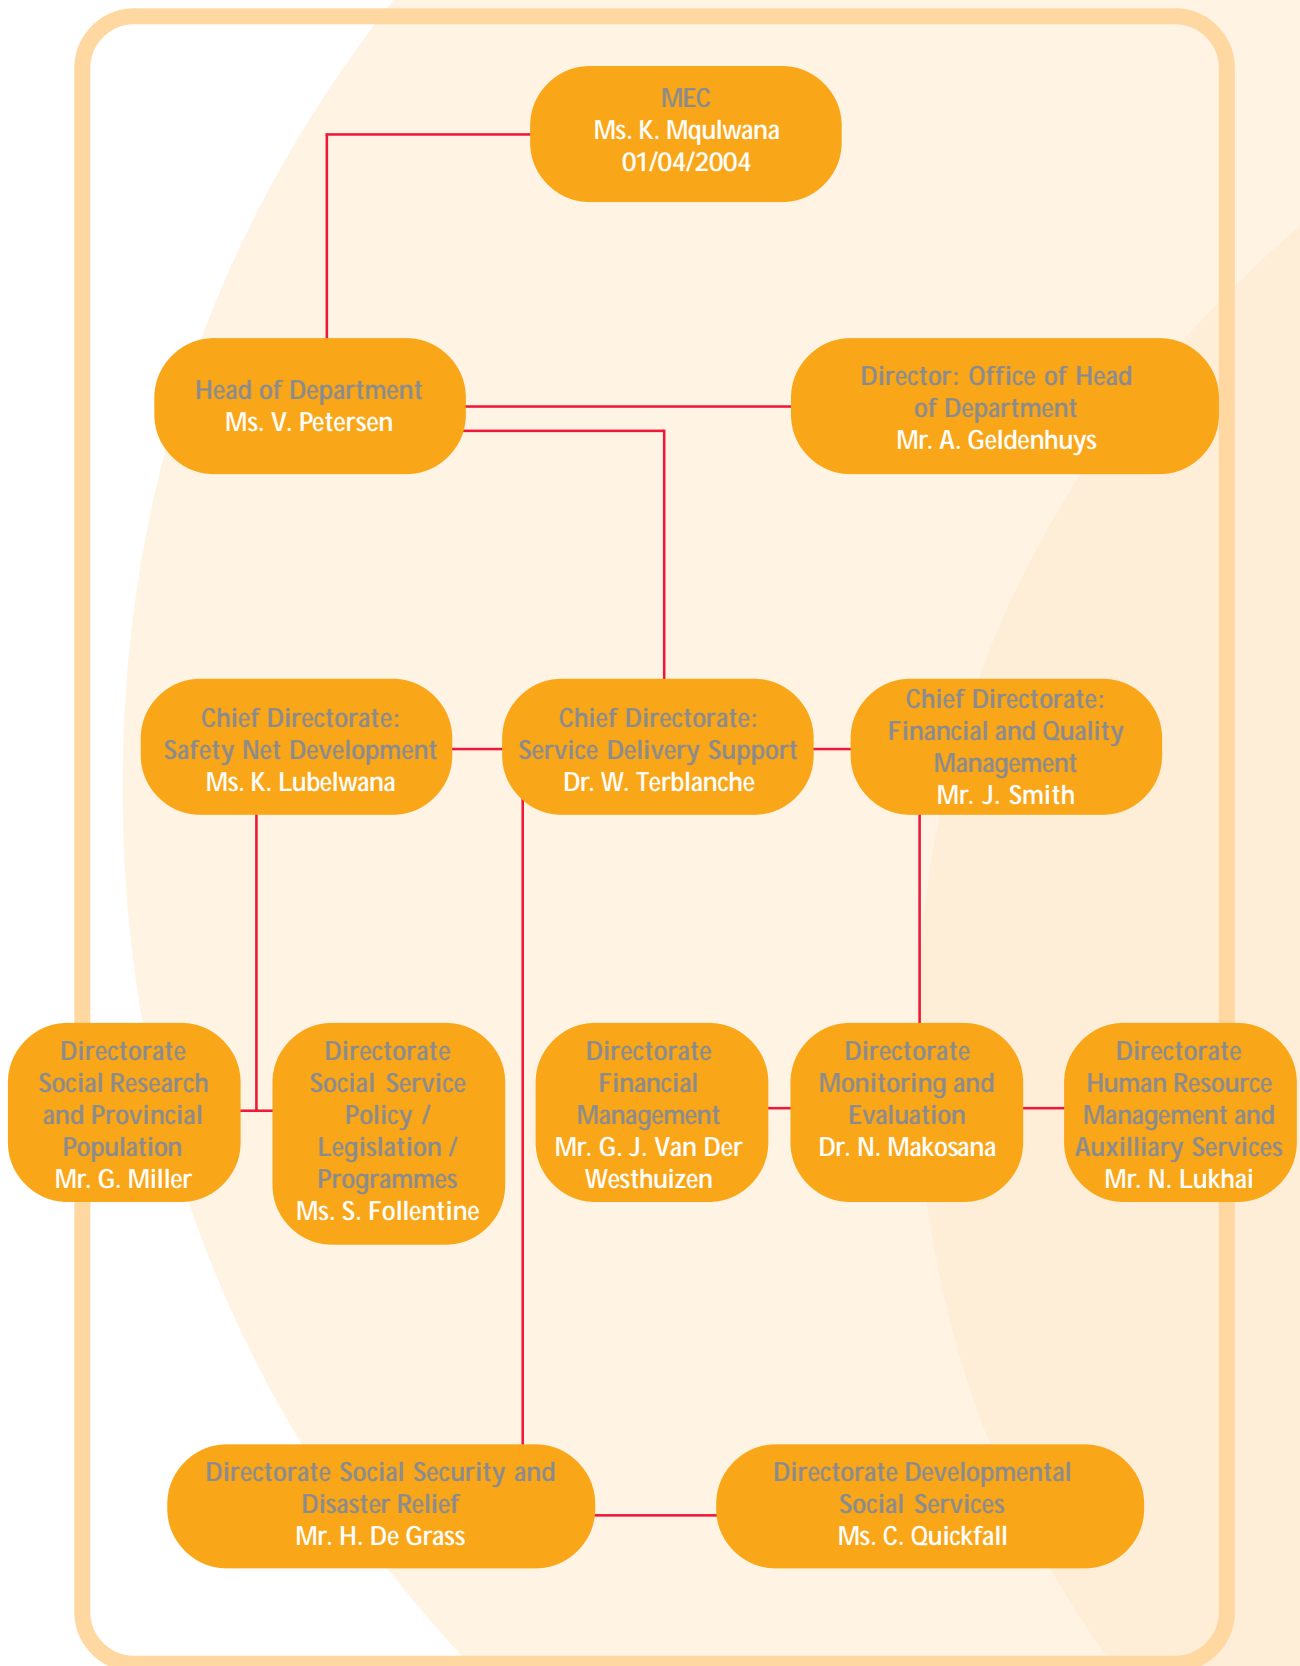 MEC
Ms. K. Mqulwana
01/04/2004
Head of Department
Ms. V. Petersen
Director: Office of Head
of Department
Mr. A. Geldenhuys
Chief Directorate:
Safety Net Development
Ms. K. Lubelwana
Chief Directorate:
Service Delivery Support
Dr. W. Terblanche
Chief Directorate:
Financial and Quality
Management
Mr. J. Smith
Directorate
Social Research
and Provincial
Population
Mr. G. Miller
Directorate
Social Service
Policy /
Legislation /
Programmes
Ms. S. Follentine
Directorate
Financial
Management
Mr. G. J. Van Der
Westhuizen
Directorate
Monitoring and
Evaluation
Dr. N. Makosana
Directorate
Human Resource
Management and
Auxilliary Services
Mr. N. Lukhai
Directorate Social Security and
Disaster Relief
Mr. H. De Grass
Directorate Developmental
Social Services
Ms. C. Quickfall